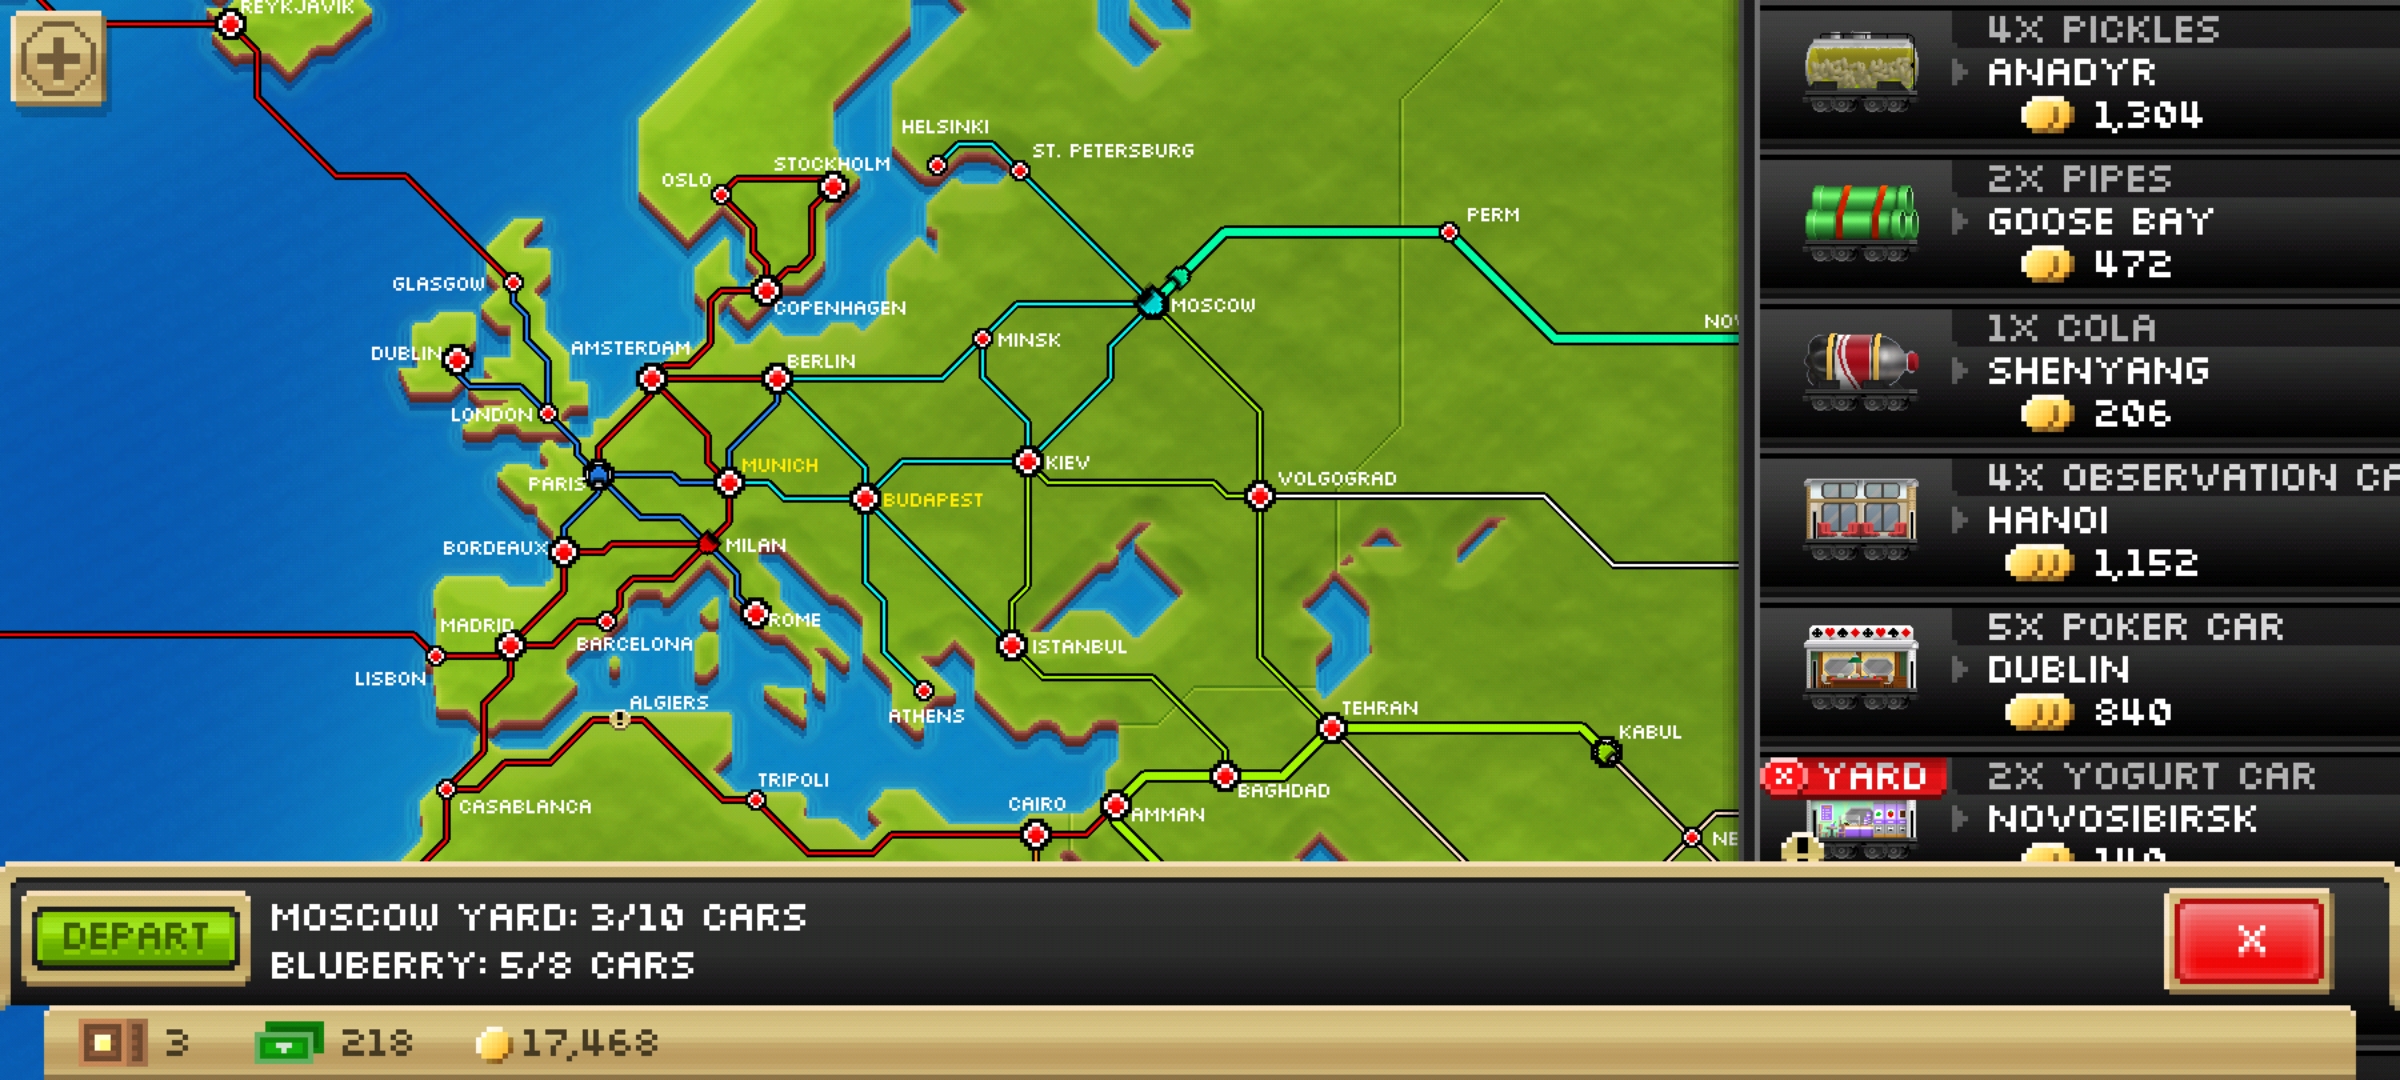 REYKJAVIK
HELSINKI
ST. PETERSBURG
STOCKHOLM
OSLO
PERM
GLASGOW
COPENHAGEN
MOSCOW
MINSK
DUBLIN
AMSTERDAM
BERLIN
LONDON
KIEV
MUNICH
VOLGOGRAD
PARIS
BUDAPEST
BORDEAUX
MILAN
MADRID
ROME
BARCELONA
ISTANBUL
LISBON
ALGIERS
ATHENS
TEHRAN
KABUL
TRIPOLI
CASABLANCA
CAIRO
BAGHDAD
AMMAN
4X PICKLES
ANADYR
1,304
2X PIPES
GOOSE BAY
472
1X COLA
SHENYANG
206
4X OBSERVATION CA
HANOI
1,152
5X POKER CAR
DUBLIN
840
X YARD
2X YOGURT CAR
NOVOSIBIRSK
140
DEPART
MOSCOW YARD: 3/10 CARS
BLUBERRY: 5/8 CARS
X
3
218
17,468